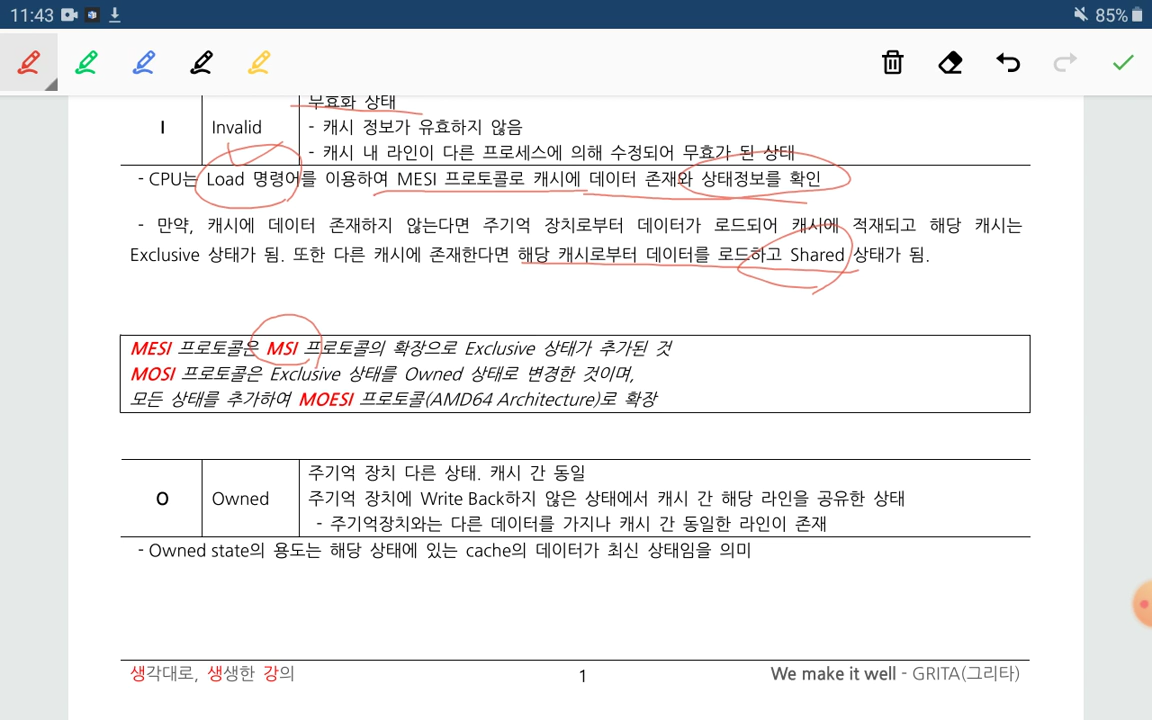 11:43
85%
무효화 상태
I Invalid - 캐시 정보가 유효하지 않음
- 캐시 내 라인이 다른 프로세스에 의해 수정되어 무효가 된 상태
- CPU는 Load 명령어를 이용하여 MESI 프로토콜로 캐시에 데이터 존재와 상태정보를 확인
- 만약, 캐시에 데이터 존재하지 않는다면 주기억 장치로부터 데이터가 로드되어 캐시에 적재되고 해당 캐시는
Exclusive 상태가 됨. 또한 다른 캐시에 존재한다면 해당 캐시로부터 데이터를 로드하고 Shared 상태가 됨.
MESI 프로토콜은 MSI 프로토콜의 확장으로 Exclusive 상태가 추가된 것
MOSI 프로토콜은 Exclusive 상태를 Owned 상태로 변경한 것이며,
모든 상태를 추가하여 MOESI 프로토콜(AMD64 Architecture)로 확장
주기억 장치 다른 상태. 캐시 간 동일
O Owned 주기억 장치에 Write Back하지 않은 상태에서 캐시 간 해당 라인을 공유한 상태
- 주기억장치와는 다른 데이터를 가지나 캐시 간 동일한 라인이 존재
- Owned state의 용도는 해당 상태에 있는 cache의 데이터가 최신 상태임을 의미
생각대로, 생생한 강의 1 We make it well - GRITA(그리타)